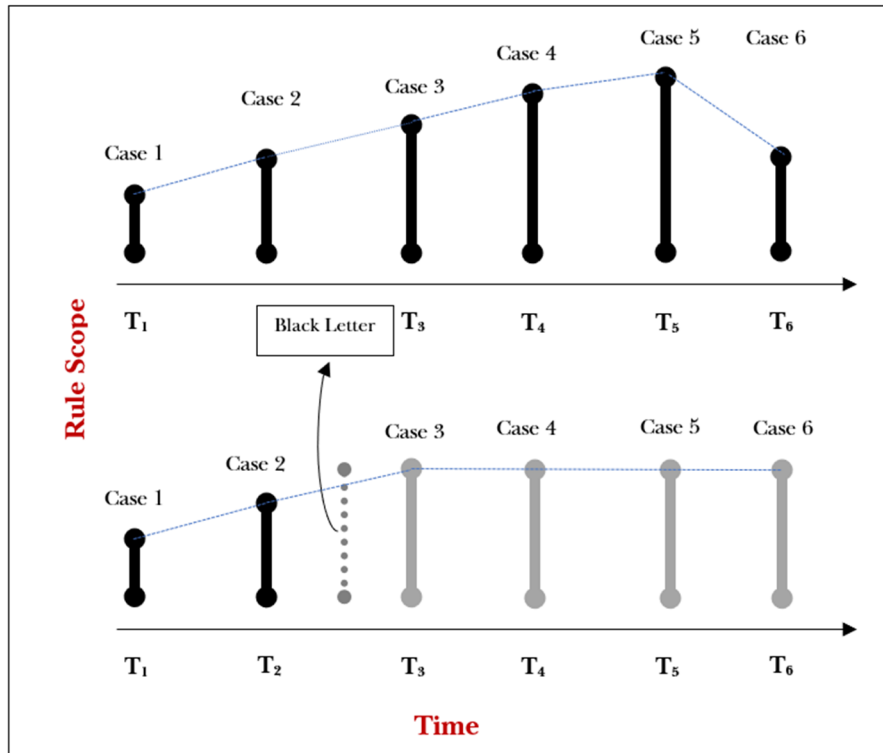 Case 1
Case 2
Case 3
Case 4
Case 5
Case 6
T₁
T₃
T₄
T₅
T₆
Black Letter
Rule Scope
Case 1
Case 2
Case 3
Case 4
Case 5
Case 6
T₁
T₂
T₃
T₄
T₅
T₆
Time